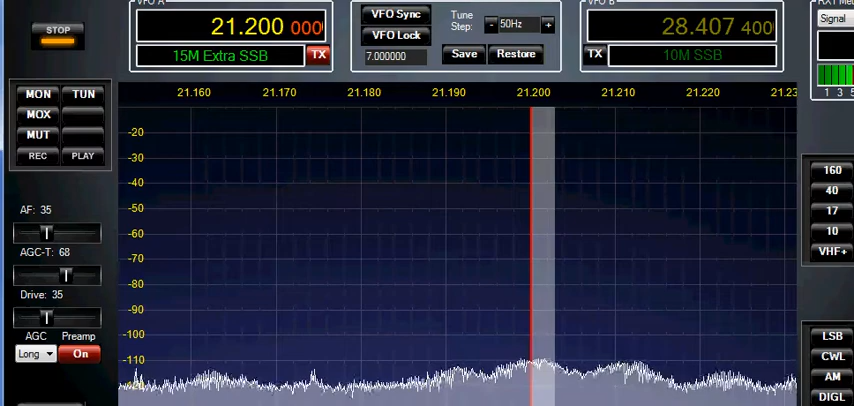 VFO A
21.200 000
15M Extra SSB
TX
STOP
VFO Sync
VFO Lock
7.000000
Tune
Step:
-
50Hz
+
Save
Restore
VFO B
28.407 400
TX
10M SSB
Signal
1 3 5
MON
TUN
MOX
MUT
REC
PLAY
AF: 35
AGC-T: 68
Drive: 35
AGC
Preamp
Long
On
21.160
21.170
21.180
21.190
21.200
21.210
21.220
21.23
-20
-30
-40
-50
-60
-70
-80
-90
-100
-110
160
40
17
10
VHF+
LSB
CWL
AM
DIGL